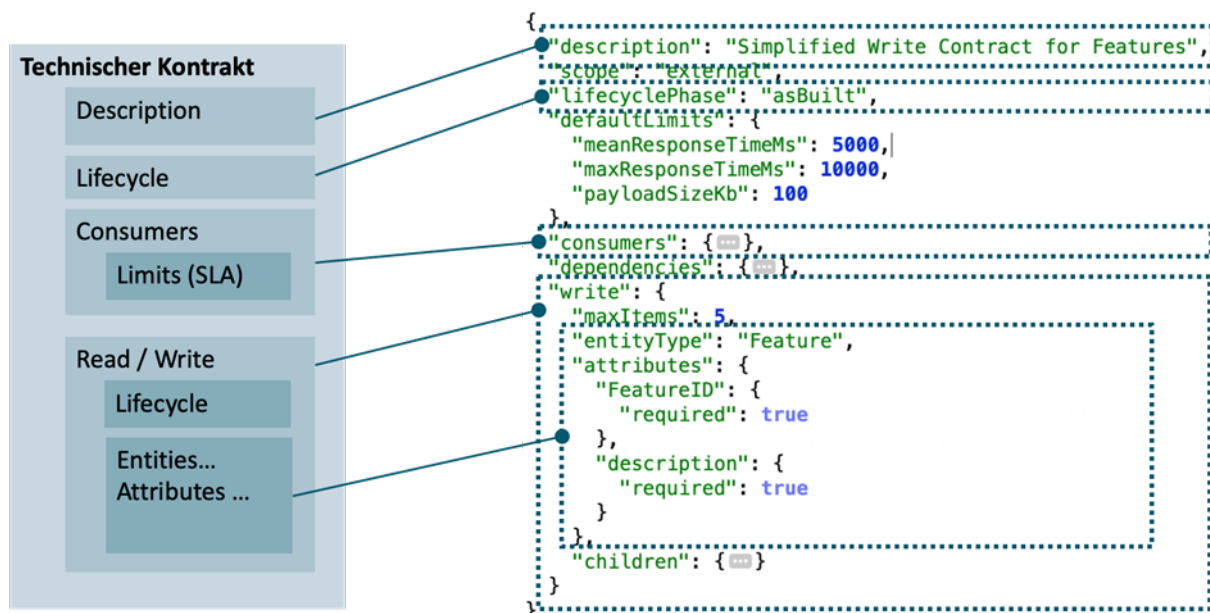 Technischer Kontrakt
Description
Lifecycle
Consumers
Limits (SLA)
Read / Write
Lifecycle
Entities...
Attributes ...
{
"description": "Simplified Write Contract for Features",
"scope": "external",
"lifecyclePhase": "asBuilt",
"defaultLimits": {
"meanResponseTimeMs": 5000,
"maxResponseTimeMs": 10000,
"payloadSizeKb": 100
},
"consumers": {...},
"dependencies": {...},
"write": {
"maxItems": 5,
"entityType": "Feature",
"attributes": {
"FeatureID": {
"required": true
},
"description": {
"required": true
}
},
"children": {...}
}
}